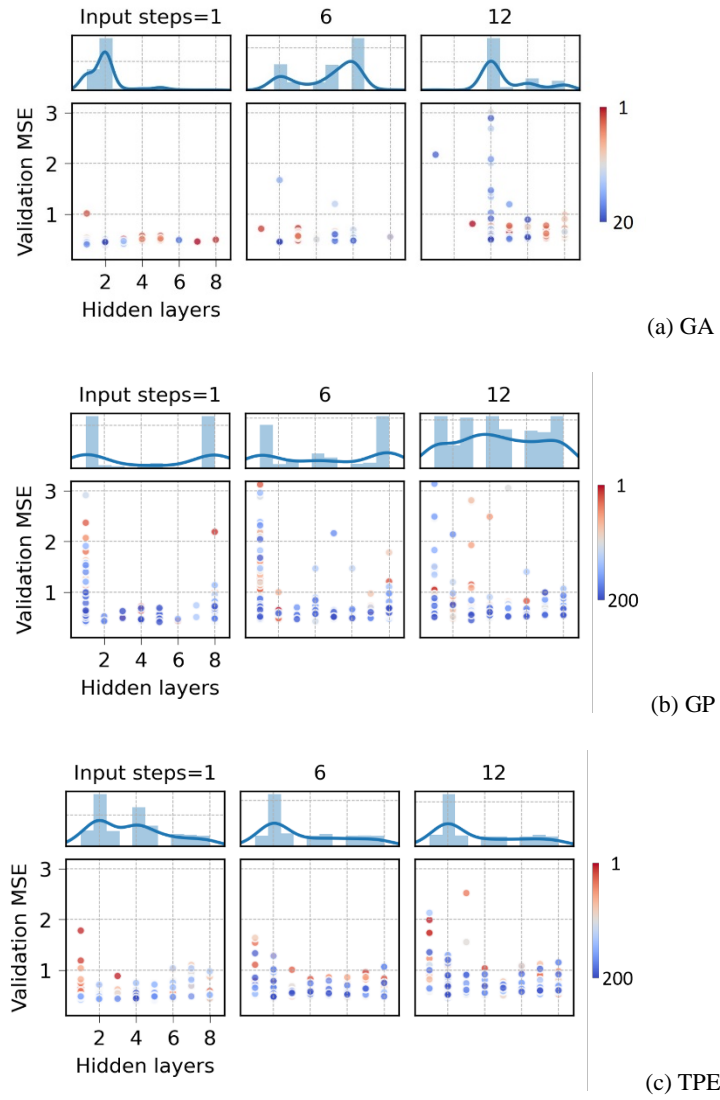 Input steps=1 6 12
3
2
1
Validation MSE
2 4 6 8
Hidden layers
1
20
(a) GA
Input steps=1 6 12
3
2
1
Validation MSE
2 4 6 8
Hidden layers
1
200
(b) GP
Input steps=1 6 12
3
2
1
Validation MSE
2 4 6 8
Hidden layers
1
200
(c) TPE